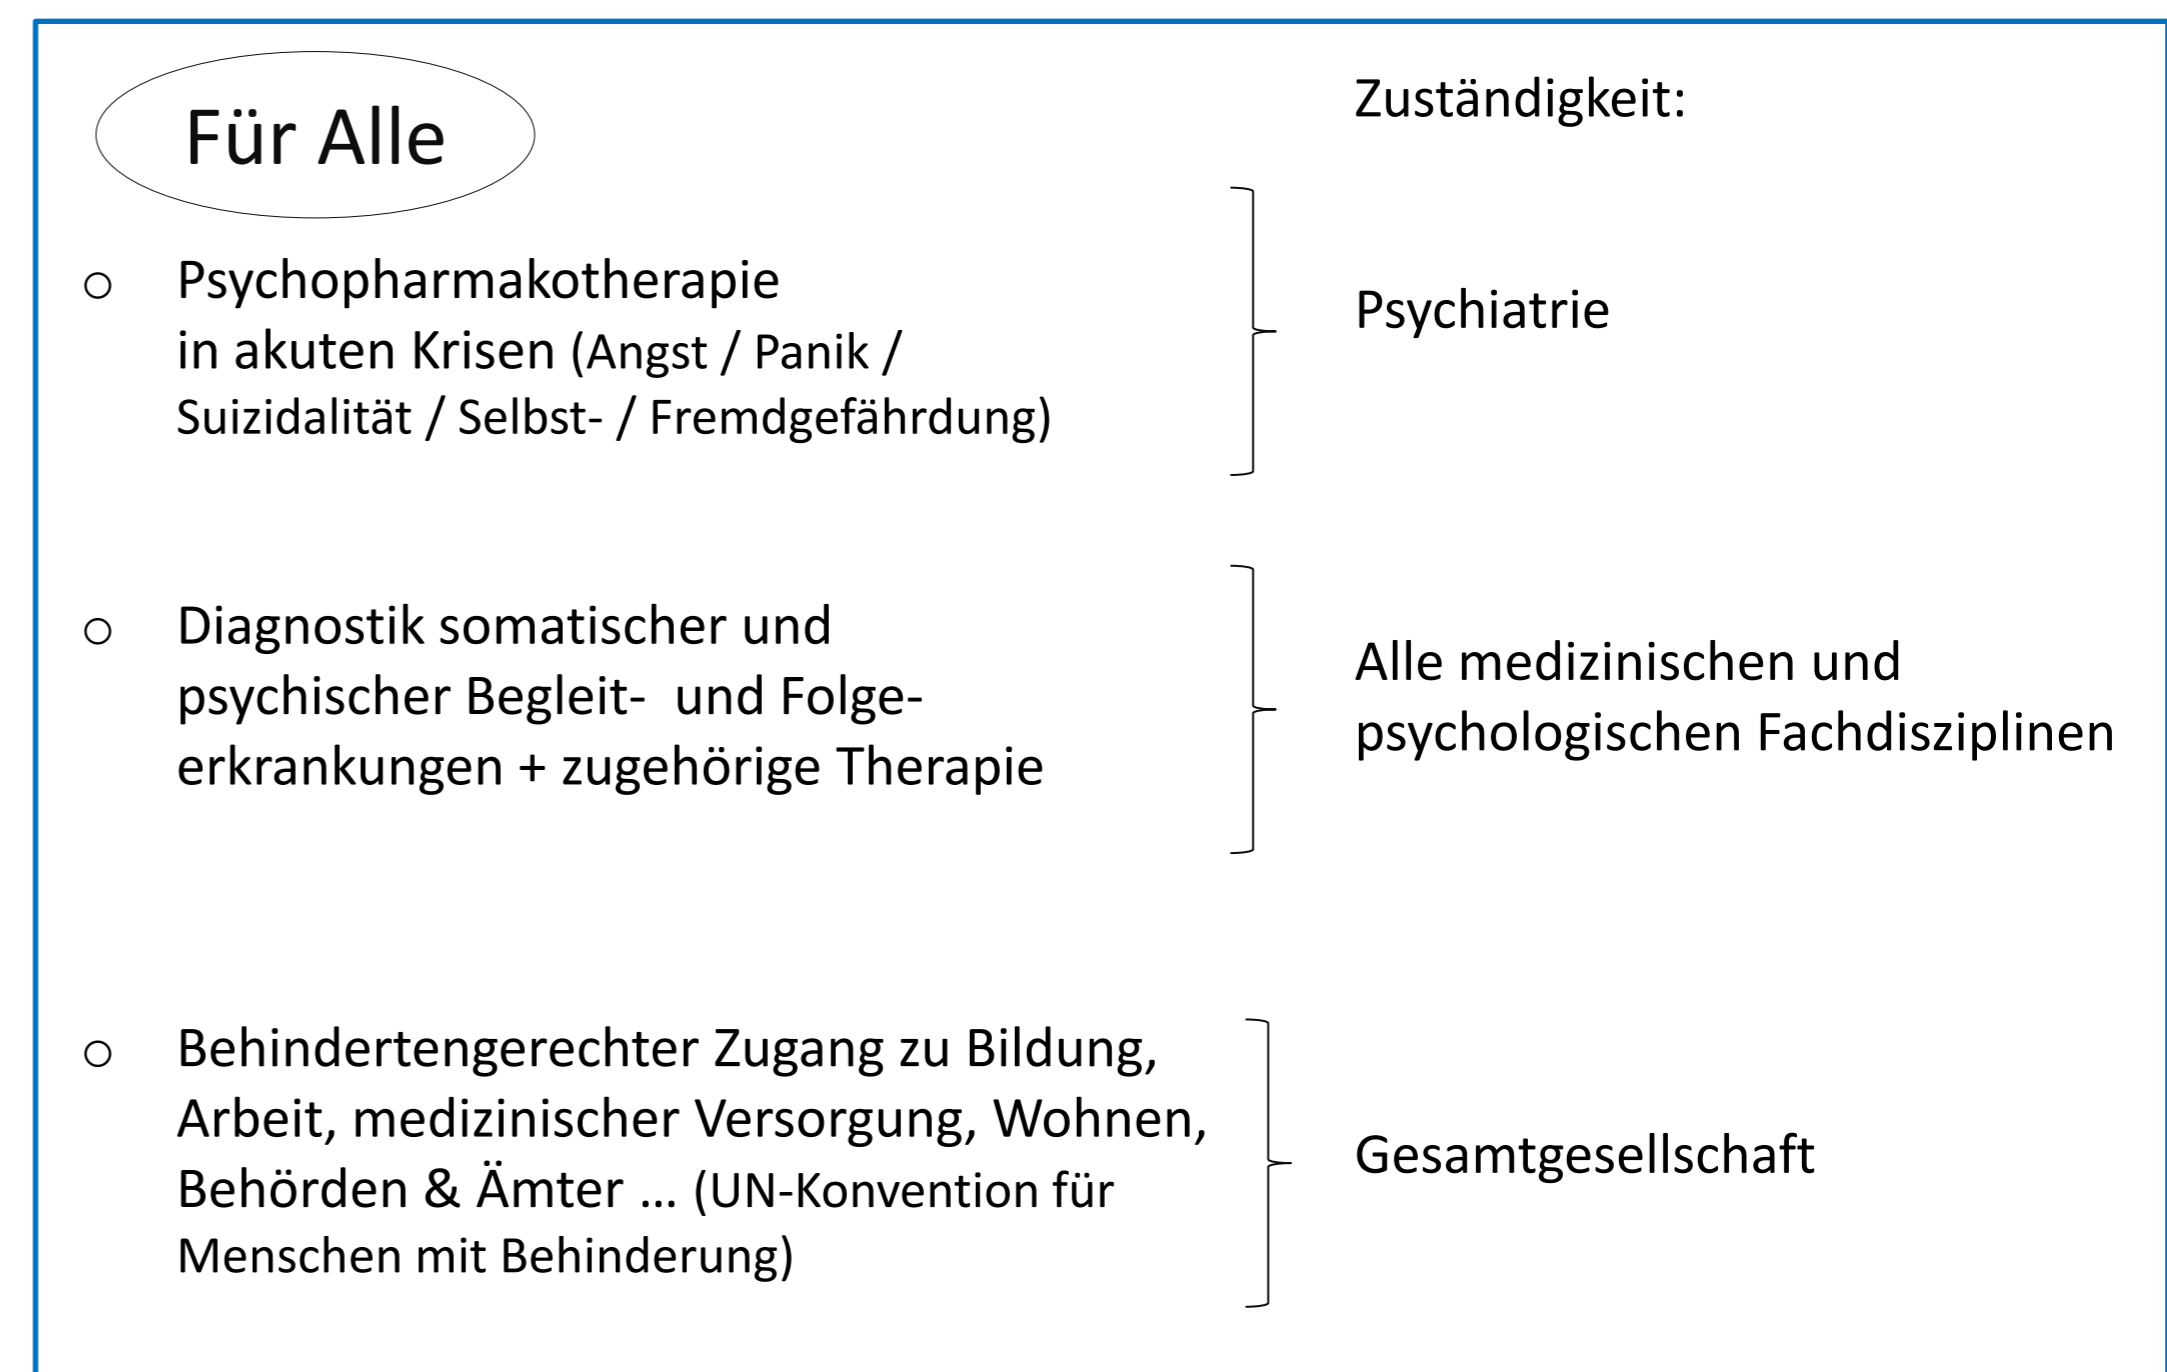 Für Alle
Zuständigkeit:
○ Psychopharmakotherapie
in akuten Krisen (Angst / Panik /
Suizidalität / Selbst- / Fremdgefährdung)
Psychiatrie
○ Diagnostik somatischer und
psychischer Begleit-  und Folge-
erkrankungen + zugehörige Therapie
Alle medizinischen und
psychologischen Fachdisziplinen
○ Behindertengerechter Zugang zu Bildung,
Arbeit, medizinischer Versorgung, Wohnen,
Behörden & Ämter ... (UN-Konvention für
Menschen mit Behinderung)
Gesamtgesellschaft